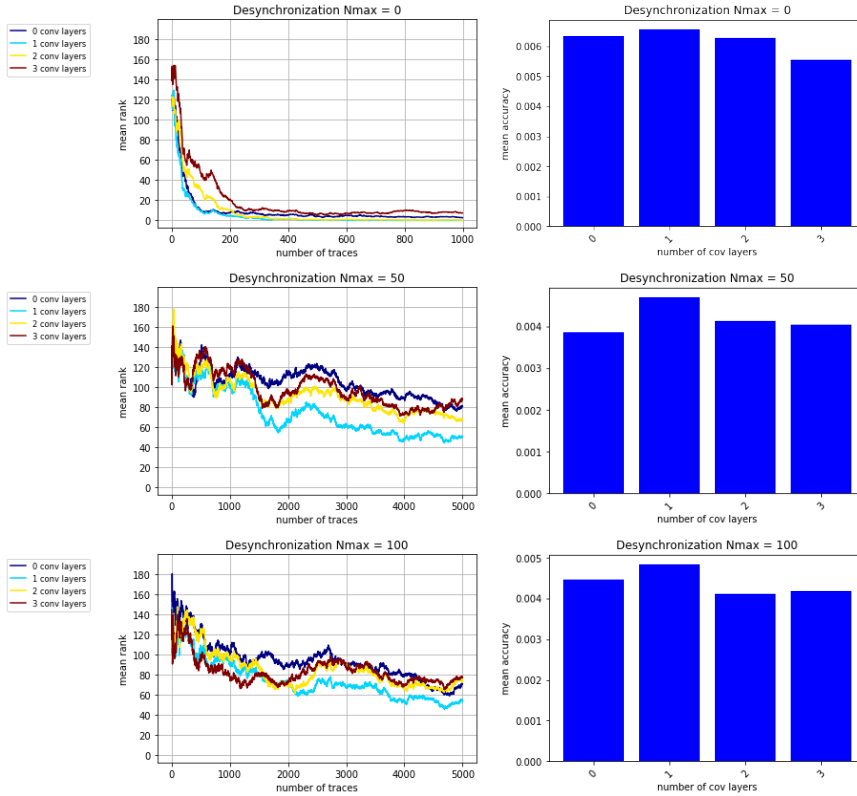 Desynchronization Nmax = 0
0 conv layers
1 conv layers
2 conv layers
3 conv layers
mean rank
180
160
140
120
100
80
60
40
20
0
0 200 400 600 800 1000
number of traces
Desynchronization Nmax = 0
mean accuracy
0.006
0.005
0.004
0.003
0.002
0.001
0.000
0 1 2 3
number of cov layers
Desynchronization Nmax = 50
0 conv layers
1 conv layers
2 conv layers
3 conv layers
mean rank
180
160
140
120
100
80
60
40
20
0
0 1000 2000 3000 4000 5000
number of traces
Desynchronization Nmax = 50
mean accuracy
0.004
0.003
0.002
0.001
0.000
0 1 2 3
number of cov layers
Desynchronization Nmax = 100
0 conv layers
1 conv layers
2 conv layers
3 conv layers
mean rank
180
160
140
120
100
80
60
40
20
0
0 1000 2000 3000 4000 5000
number of traces
Desynchronization Nmax = 100
mean accuracy
0.005
0.004
0.003
0.002
0.001
0.000
0 1 2 3
number of cov layers